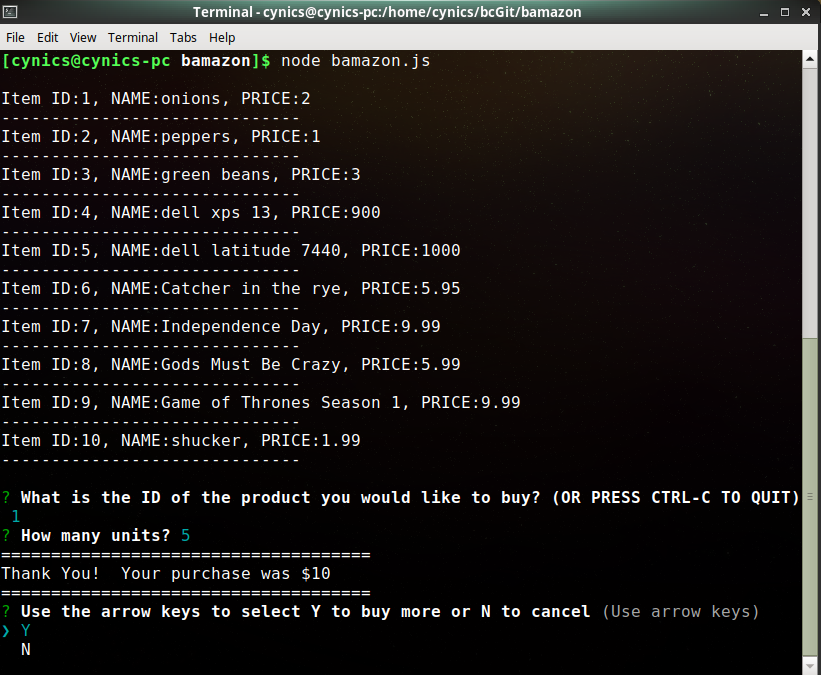 Terminal - cynics@cynics-pc:/home/cynics/bcGit/bamazon
File Edit View Terminal Tabs Help
[cynics@cynics-pc bamazon]$ node bamazon.js
Item ID:1, NAME:onions, PRICE:2
------------------------------
Item ID:2, NAME:peppers, PRICE:1
------------------------------
Item ID:3, NAME:green beans, PRICE:3
------------------------------
Item ID:4, NAME:dell xps 13, PRICE:900
------------------------------
Item ID:5, NAME:dell latitude 7440, PRICE:1000
------------------------------
Item ID:6, NAME:Catcher in the rye, PRICE:5.95
------------------------------
Item ID:7, NAME:Independence Day, PRICE:9.99
------------------------------
Item ID:8, NAME:Gods Must Be Crazy, PRICE:5.99
------------------------------
Item ID:9, NAME:Game of Thrones Season 1, PRICE:9.99
------------------------------
Item ID:10, NAME:shucker, PRICE:1.99
------------------------------
? What is the ID of the product you would like to buy? (OR PRESS CTRL-C TO QUIT)
1
? How many units? 5
=====================================
Thank You!  Your purchase was $10
=====================================
? Use the arrow keys to select Y to buy more or N to cancel (Use arrow keys)
❯ Y
N